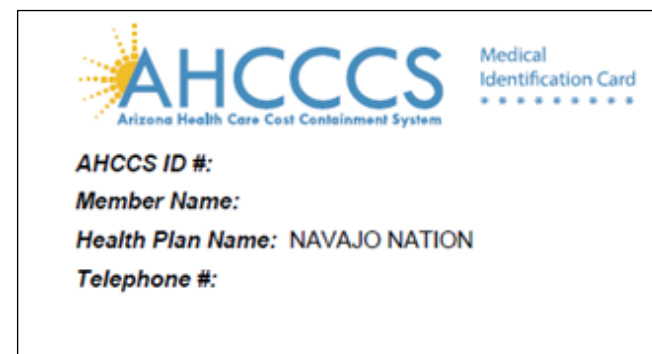 AHCCCS
Arizona Health Care Cost Containment System
Medical
Identification Card
AHCCS ID #:
Member Name:
Health Plan Name: NAVAJO NATION
Telephone #: